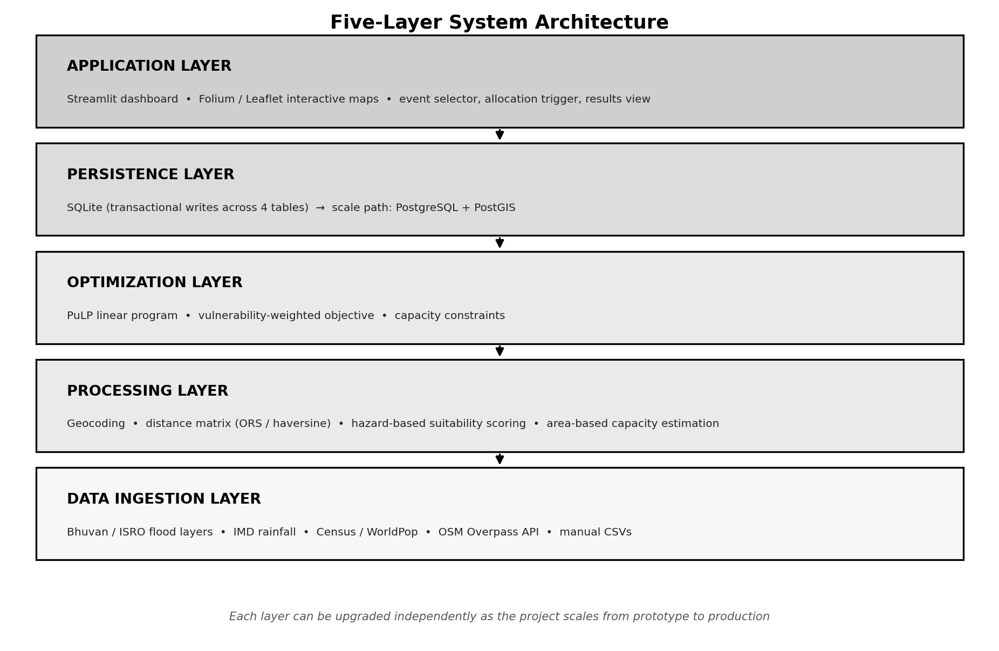 Five-Layer System Architecture
APPLICATION LAYER
Streamlit dashboard • Folium / Leaflet interactive maps • event selector, allocation trigger, results view
PERSISTENCE LAYER
SQLite (transactional writes across 4 tables) → scale path: PostgreSQL + PostGIS
OPTIMIZATION LAYER
PuLP linear program • vulnerability-weighted objective • capacity constraints
PROCESSING LAYER
Geocoding • distance matrix (ORS / haversine) • hazard-based suitability scoring • area-based capacity estimation
DATA INGESTION LAYER
Bhuvan / ISRO flood layers • IMD rainfall • Census / WorldPop • OSM Overpass API • manual CSVs
Each layer can be upgraded independently as the project scales from prototype to production